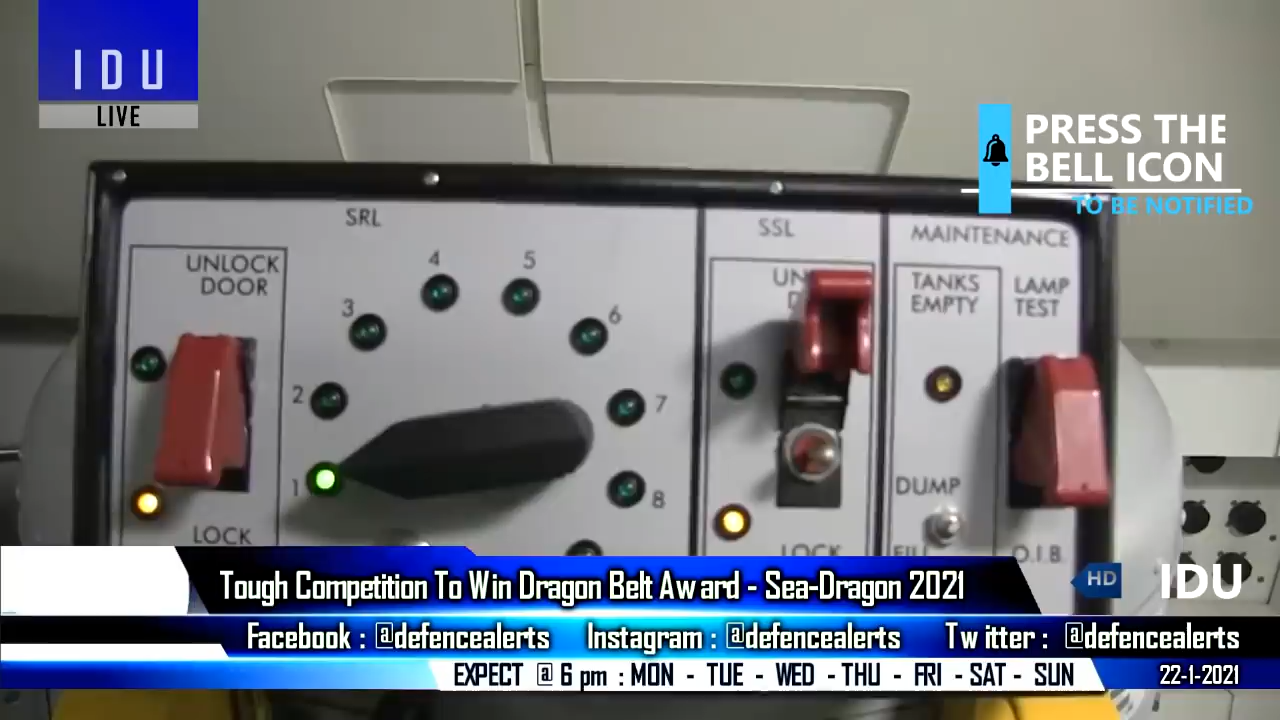 IDU
LIVE
PRESS THE
BELL ICON
TO BE NOTIFIED
SRL
SSL
MAINTENANCE
UNLOCK
DOOR
TANKS
EMPTY
LAMP
TEST
4
5
3
6
2
7
1
8
DUMP
LOCK
LOCK
O.I.B.
Tough Competition To Win Dragon Belt Award - Sea-Dragon 2021
HD
IDU
Facebook : @defencealerts Instagram : @defencealerts Twitter : @defencealerts
EXPECT @ 6 pm : MON - TUE - WED - THU - FRI - SAT - SUN
22-1-2021